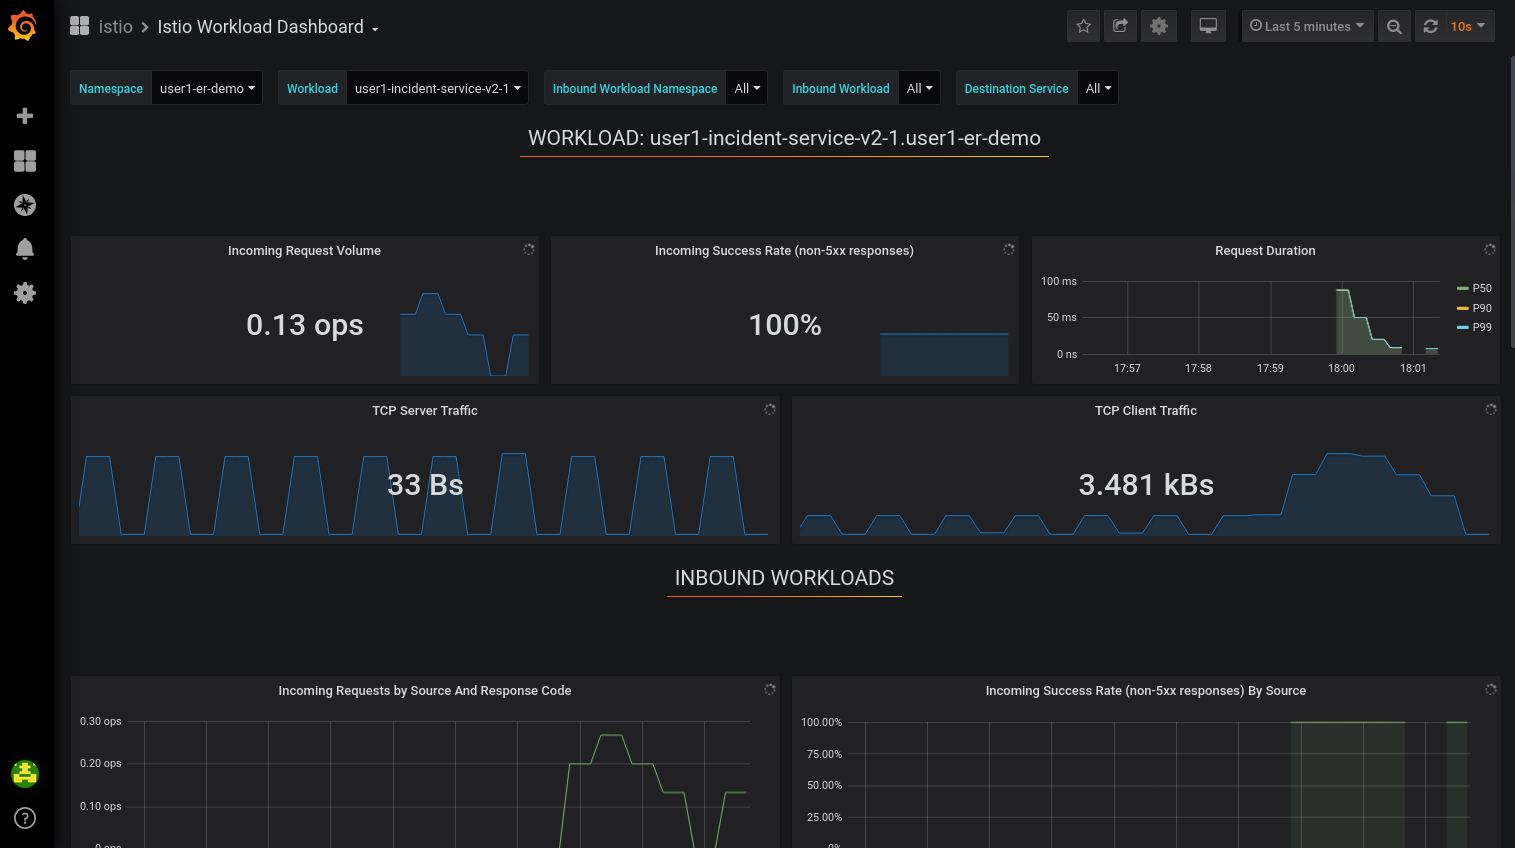 istio > Istio Workload Dashboard
Last 5 minutes
10s
Namespace user1-er-demo
Workload user1-incident-service-v2-1
Inbound Workload Namespace All
Inbound Workload All
Destination Service All
WORKLOAD: user1-incident-service-v2-1.user1-er-demo
Incoming Request Volume
0.13 ops
Incoming Success Rate (non-5xx responses)
100%
Request Duration
100 ms
50 ms
0 ns
17:57 17:58 17:59 18:00 18:01
P50
P90
P99
TCP Server Traffic
33 Bs
TCP Client Traffic
3.481 kBs
INBOUND WORKLOADS
Incoming Requests by Source And Response Code
0.30 ops
0.20 ops
0.10 ops
0 ops
Incoming Success Rate (non-5xx responses) By Source
100.00%
75.00%
50.00%
25.00%
0%
?